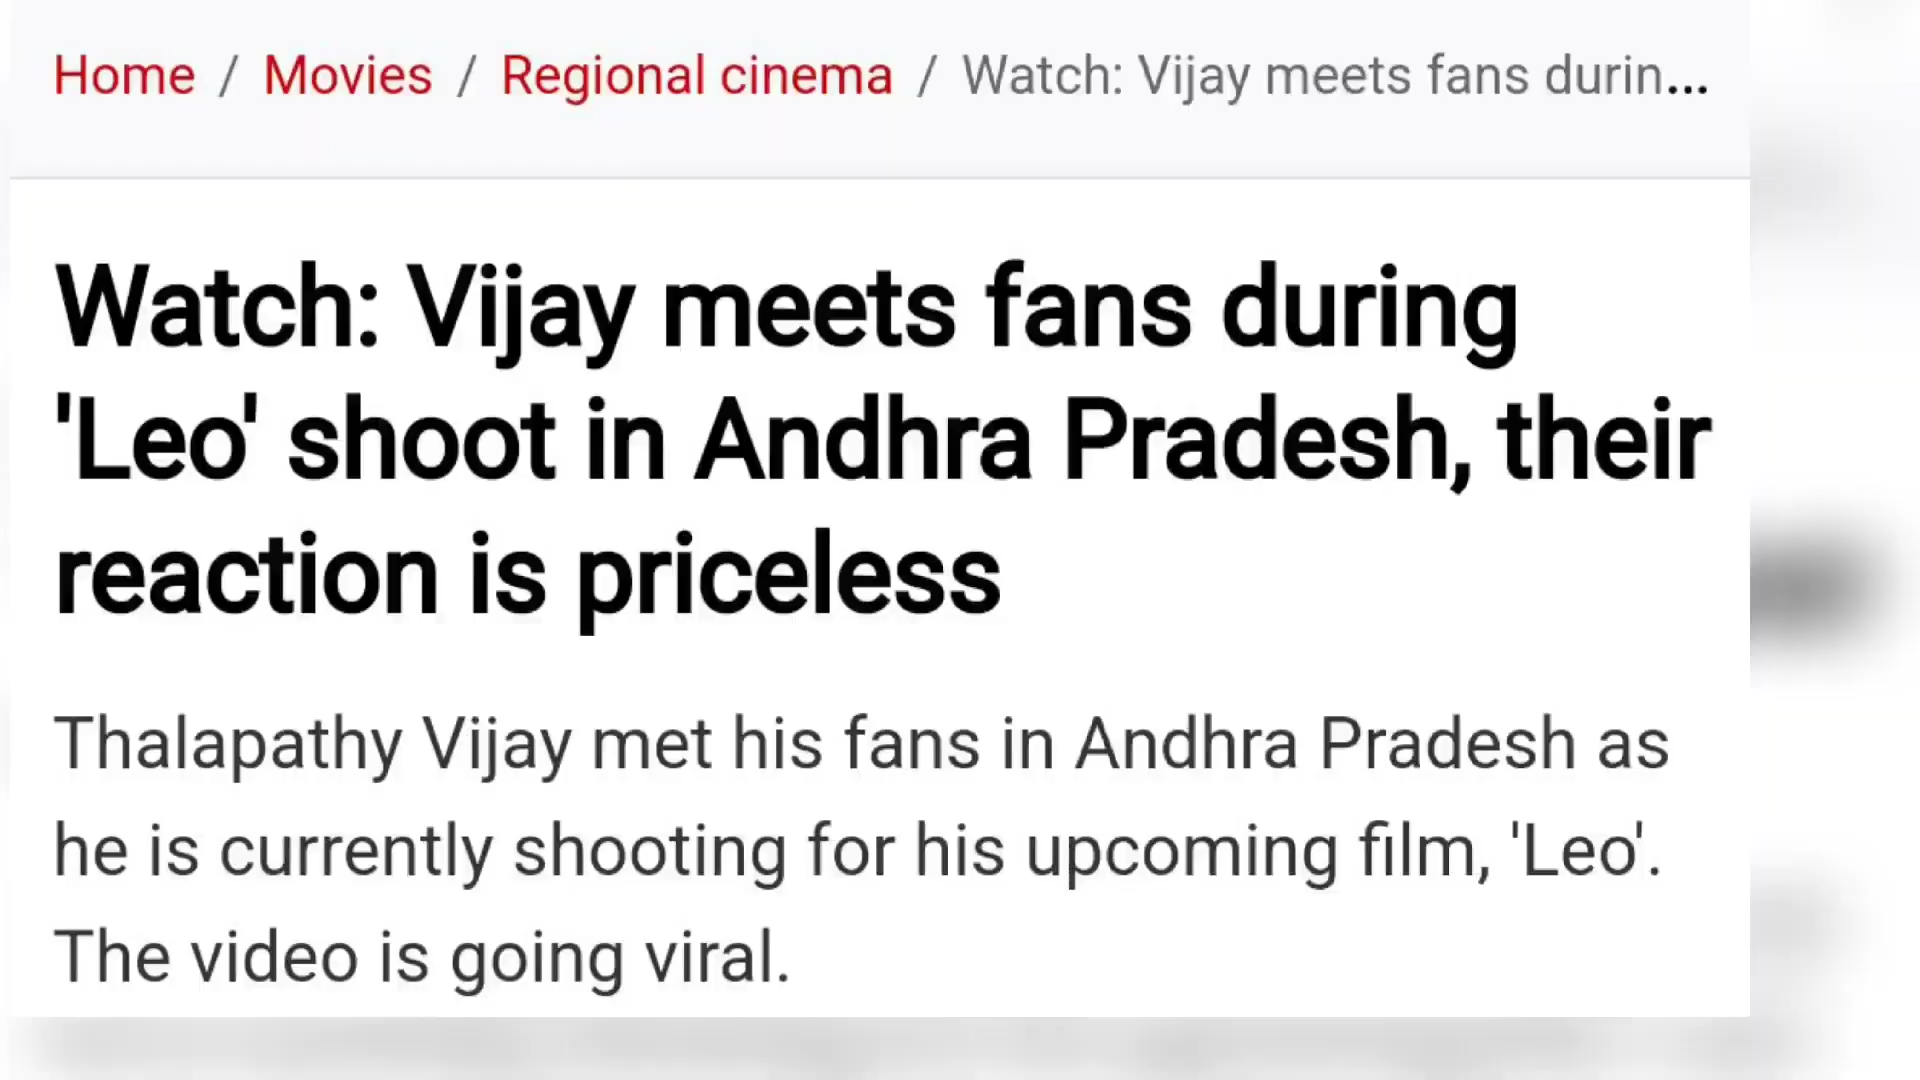 Home / Movies / Regional cinema / Watch: Vijay meets fans durin...
Watch: Vijay meets fans during
'Leo' shoot in Andhra Pradesh, their
reaction is priceless
Thalapathy Vijay met his fans in Andhra Pradesh as
he is currently shooting for his upcoming film, 'Leo'.
The video is going viral.